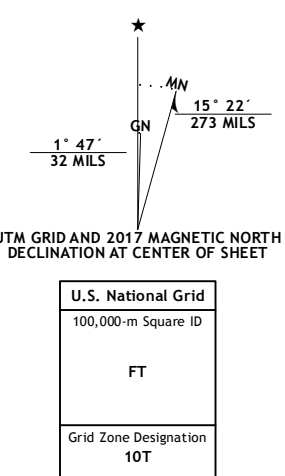 ★
MN
15° 22´
273 MILS
GN
1° 47´
32 MILS
UTM GRID AND 2017 MAGNETIC NORTH
DECLINATION AT CENTER OF SHEET
U.S. National Grid
100,000-m Square ID
FT
Grid Zone Designation
10T